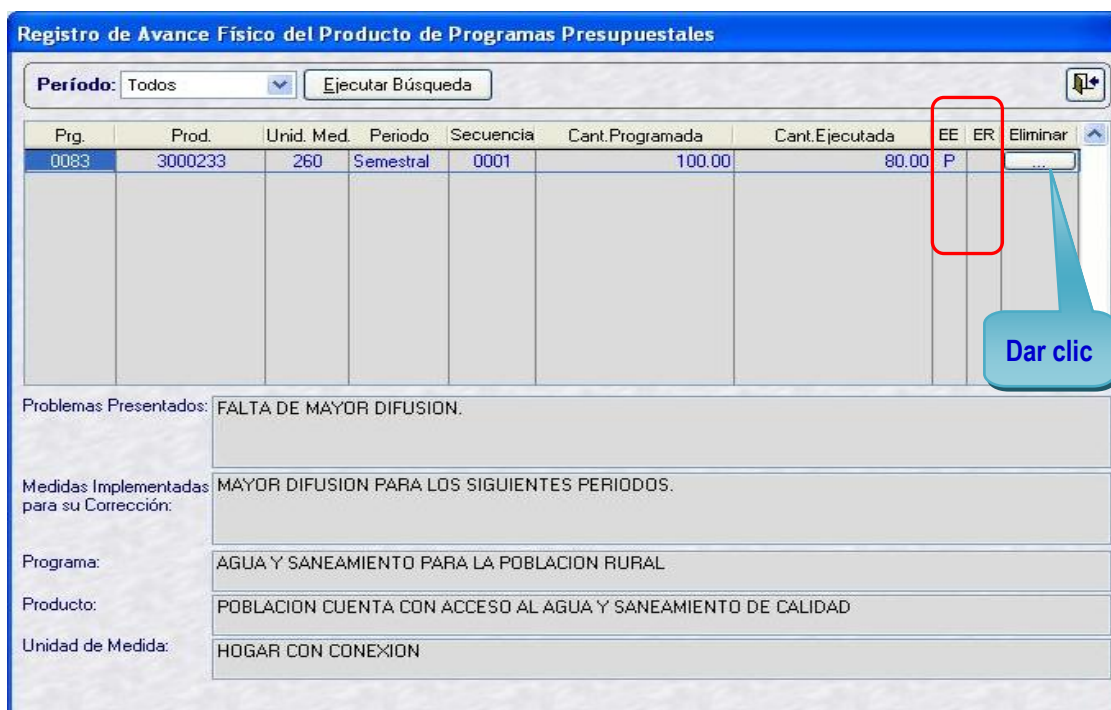 Registro de Avance Físico del Producto de Programas Presupuestales
Período: Todos Ejecutar Búsqueda
Prg. Prod. Unid. Med. Periodo Secuencia Cant.Programada Cant.Ejecutada EE ER Eliminar
0083 3000233 260 Semestral 0001 100.00 80.00 P ...
Dar clic
Problemas Presentados: FALTA DE MAYOR DIFUSION.
Medidas Implementadas MAYOR DIFUSION PARA LOS SIGUIENTES PERIODOS.
para su Corrección:
Programa: AGUA Y SANEAMIENTO PARA LA POBLACION RURAL
Producto: POBLACION CUENTA CON ACCESO AL AGUA Y SANEAMIENTO DE CALIDAD
Unidad de Medida: HOGAR CON CONEXION